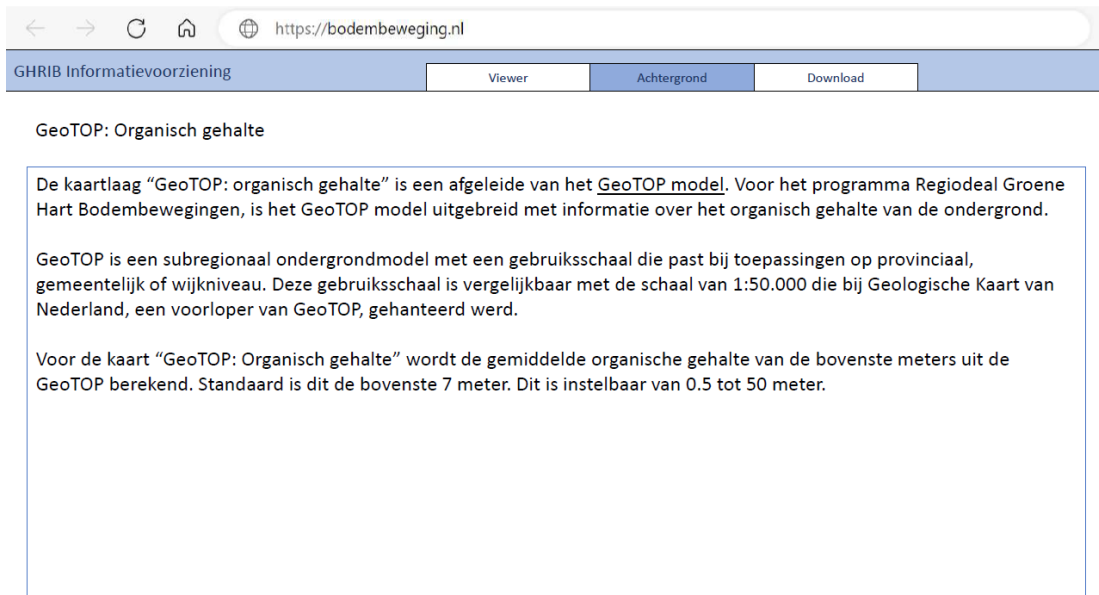 https://bodembeweging.nl
GHRIB Informatievoorziening
Viewer
Achtergrond
Download
GeoTOP: Organisch gehalte
De kaartlaag “GeoTOP: organisch gehalte” is een afgeleide van het GeoTOP model. Voor het programma Regiodeal Groene
Hart Bodembewegingen, is het GeoTOP model uitgebreid met informatie over het organisch gehalte van de ondergrond.
GeoTOP is een subregionaal ondergrondmodel met een gebruiksschaal die past bij toepassingen op provinciaal,
gemeentelijk of wijkniveau. Deze gebruiksschaal is vergelijkbaar met de schaal van 1:50.000 die bij Geologische Kaart van
Nederland, een voorloper van GeoTOP, gehanteerd werd.
Voor de kaart “GeoTOP: Organisch gehalte” wordt de gemiddelde organische gehalte van de bovenste meters uit de
GeoTOP berekend. Standaard is dit de bovenste 7 meter. Dit is instelbaar van 0.5 tot 50 meter.